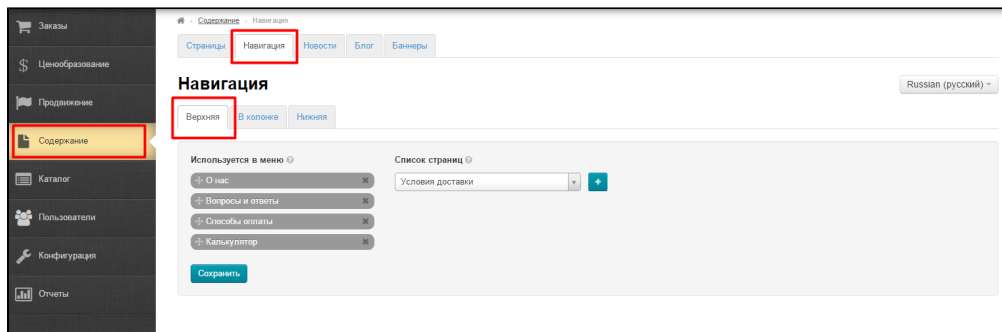 Заказы
Ценообразование
Продвижение
Содержание
Каталог
Пользователи
Конфигурация
Отчеты
Содержание Навигация
Страницы Навигация Новости Блог Баннеры
Навигация
Russian (русский)
Верхняя В колонке Нижняя
Используется в меню Список страниц
О нас Условия доставки +
Вопросы и ответы
Способы оплаты
Калькулятор
Сохранить